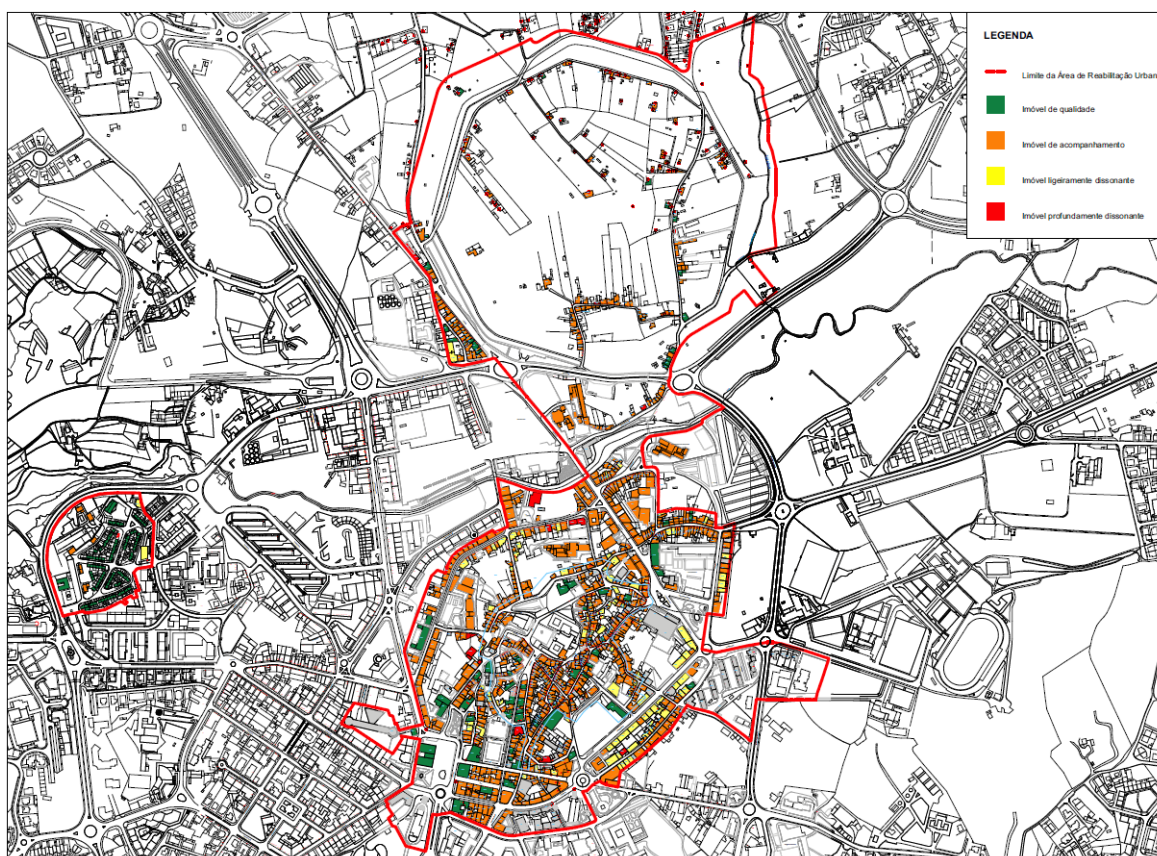 LEGENDA
Limite da Área de Reabilitação Urban
Imóvel de qualidade
Imóvel de acompanhamento
Imóvel ligeiramente dissonante
Imóvel profundamente dissonante